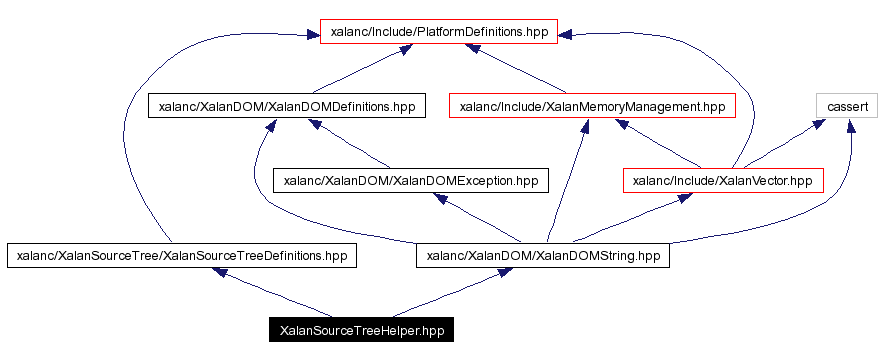 xalanc/Include/PlatformDefinitions.hpp
xalanc/XalanDOM/XalanDOMDefinitions.hpp
xalanc/Include/XalanMemoryManagement.hpp
cassert
xalanc/XalanDOM/XalanDOMException.hpp
xalanc/Include/XalanVector.hpp
xalanc/XalanSourceTree/XalanSourceTreeDefinitions.hpp
xalanc/XalanDOM/XalanDOMString.hpp
XalanSourceTreeHelper.hpp